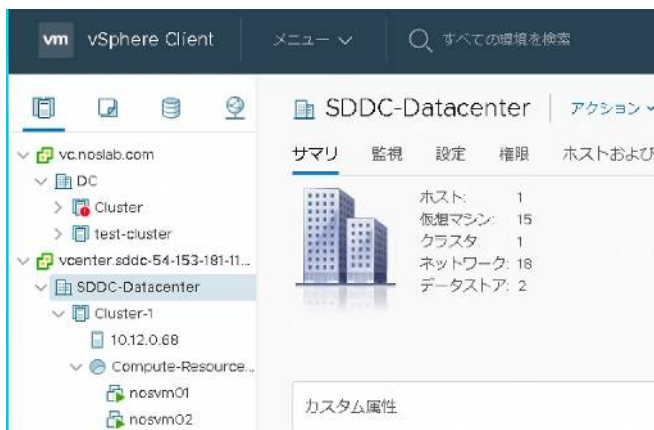 vm vSphere Client メニュー すべての環境を検索
SDDC-Datacenter アクション
サマリ 監視 設定 権限 ホストおよび
vc.noslab.com
DC
Cluster
test-cluster
vcenter.sddc-54-153-181-11...
SDDC-Datacenter
Cluster-1
10.12.0.68
Compute-Resource...
nosvm01
nosvm02
ホスト: 1
仮想マシン: 15
クラスタ: 1
ネットワーク: 18
データストア: 2
カスタム属性